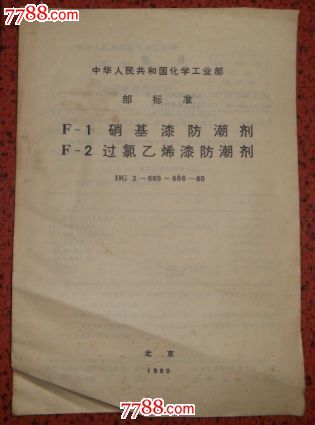 7788.com
中华人民共和国化学工业部
部标准
F-1 硝基漆防潮剂
F-2 过氯乙烯漆防潮剂
HG 2-665-666-80
北京
1980
7788.com